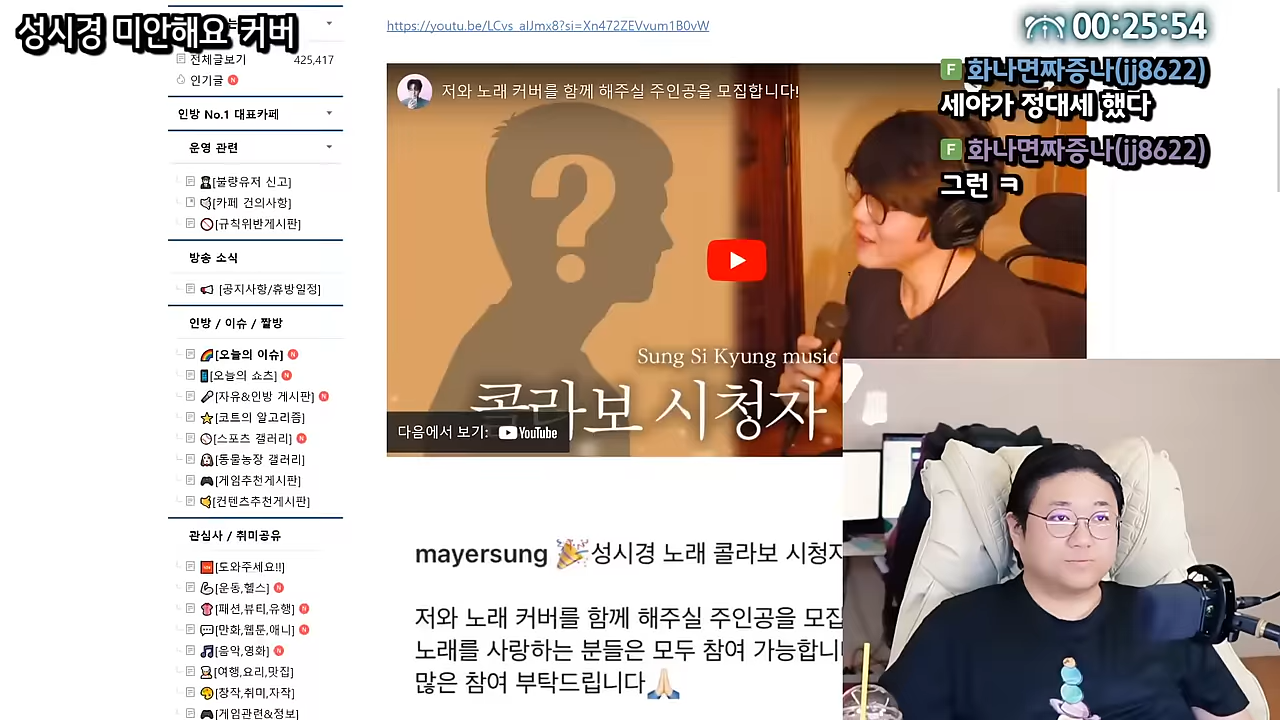 성시경 미안해요 커버
전체글보기 425,417
인기글 N
인방 No.1 대표카페
운영 관련
[불량유저 신고]
[카페 건의사항]
[규칙위반게시판]
방송 소식
[공지사항/휴방일정]
인방 / 이슈 / 짤방
[오늘의 이슈] N
[오늘의 쇼츠] N
[자유&인방 게시판] N
[코트의 알고리즘]
[스포츠 갤러리] N
[동물농장 갤러리]
[게임추천게시판]
[컨텐츠추천게시판]
관심사 / 취미공유
[도와주세요!!]
[운동,헬스] N
[패션,뷰티,유행] N
[만화,웹툰,애니] N
[음악,영화] N
[여행,요리,맛집]
[창작,취미,자작]
[게임관련&정보]
https://youtu.be/LCvs_aIJmx8?si=Xn472ZEVvum1B0vW
저와 노래 커버를 함께 해주실 주인공을 모집합니다!
?
Sung Si Kyung music
콜라보 시청자
다음에서 보기: YouTube
mayersung 🎉성시경 노래 콜라보 시청자
저와 노래 커버를 함께 해주실 주인공을 모집
노래를 사랑하는 분들은 모두 참여 가능합니
많은 참여 부탁드립니다🙏🏻
00:25:54
F 화나면짜증나(jj8622)
세야가 정대세 했다
F 화나면짜증나(jj8622)
그런 ㅋ